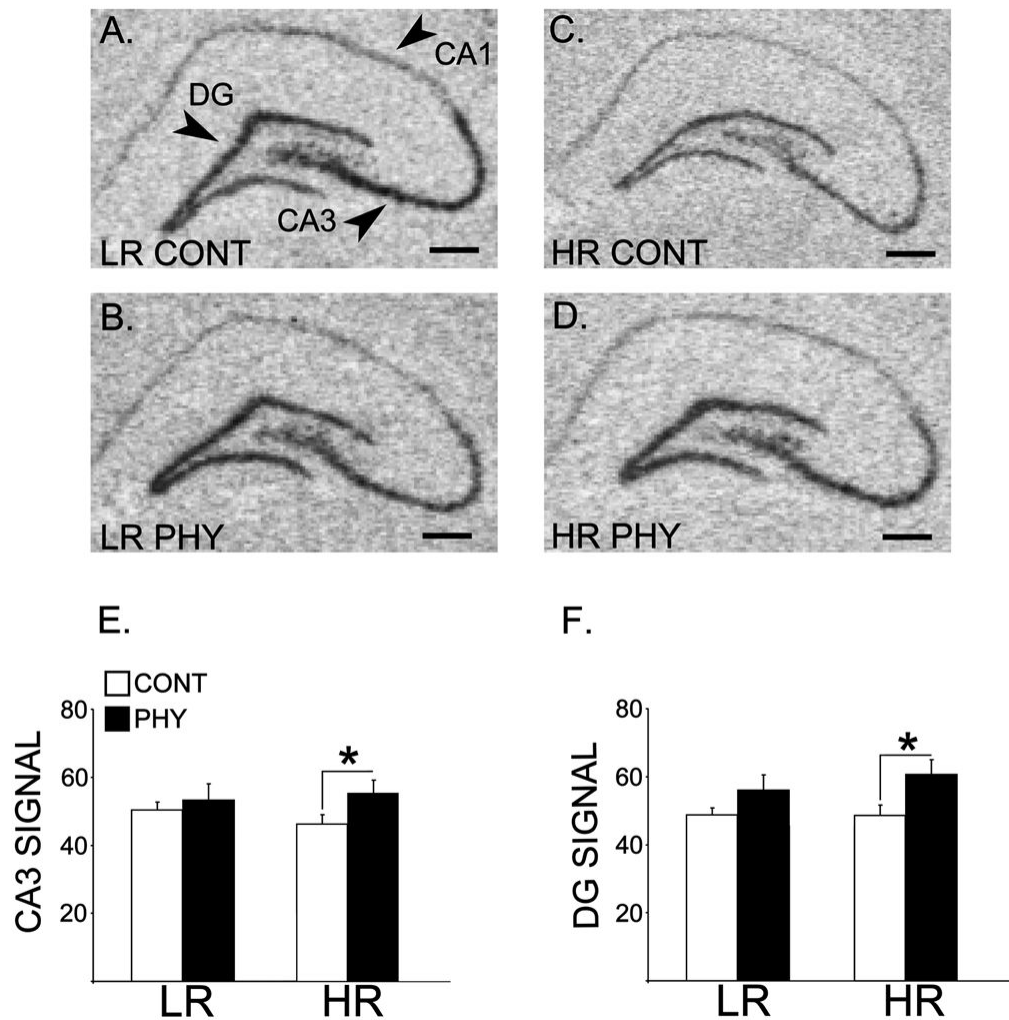 A.
CA1
DG
CA3
LR CONT
C.
HR CONT
B.
LR PHY
D.
HR PHY
E.
CONT
PHY
80
60
40
20
CA3 SIGNAL
*
LR HR
F.
80
60
40
20
DG SIGNAL
*
LR HR